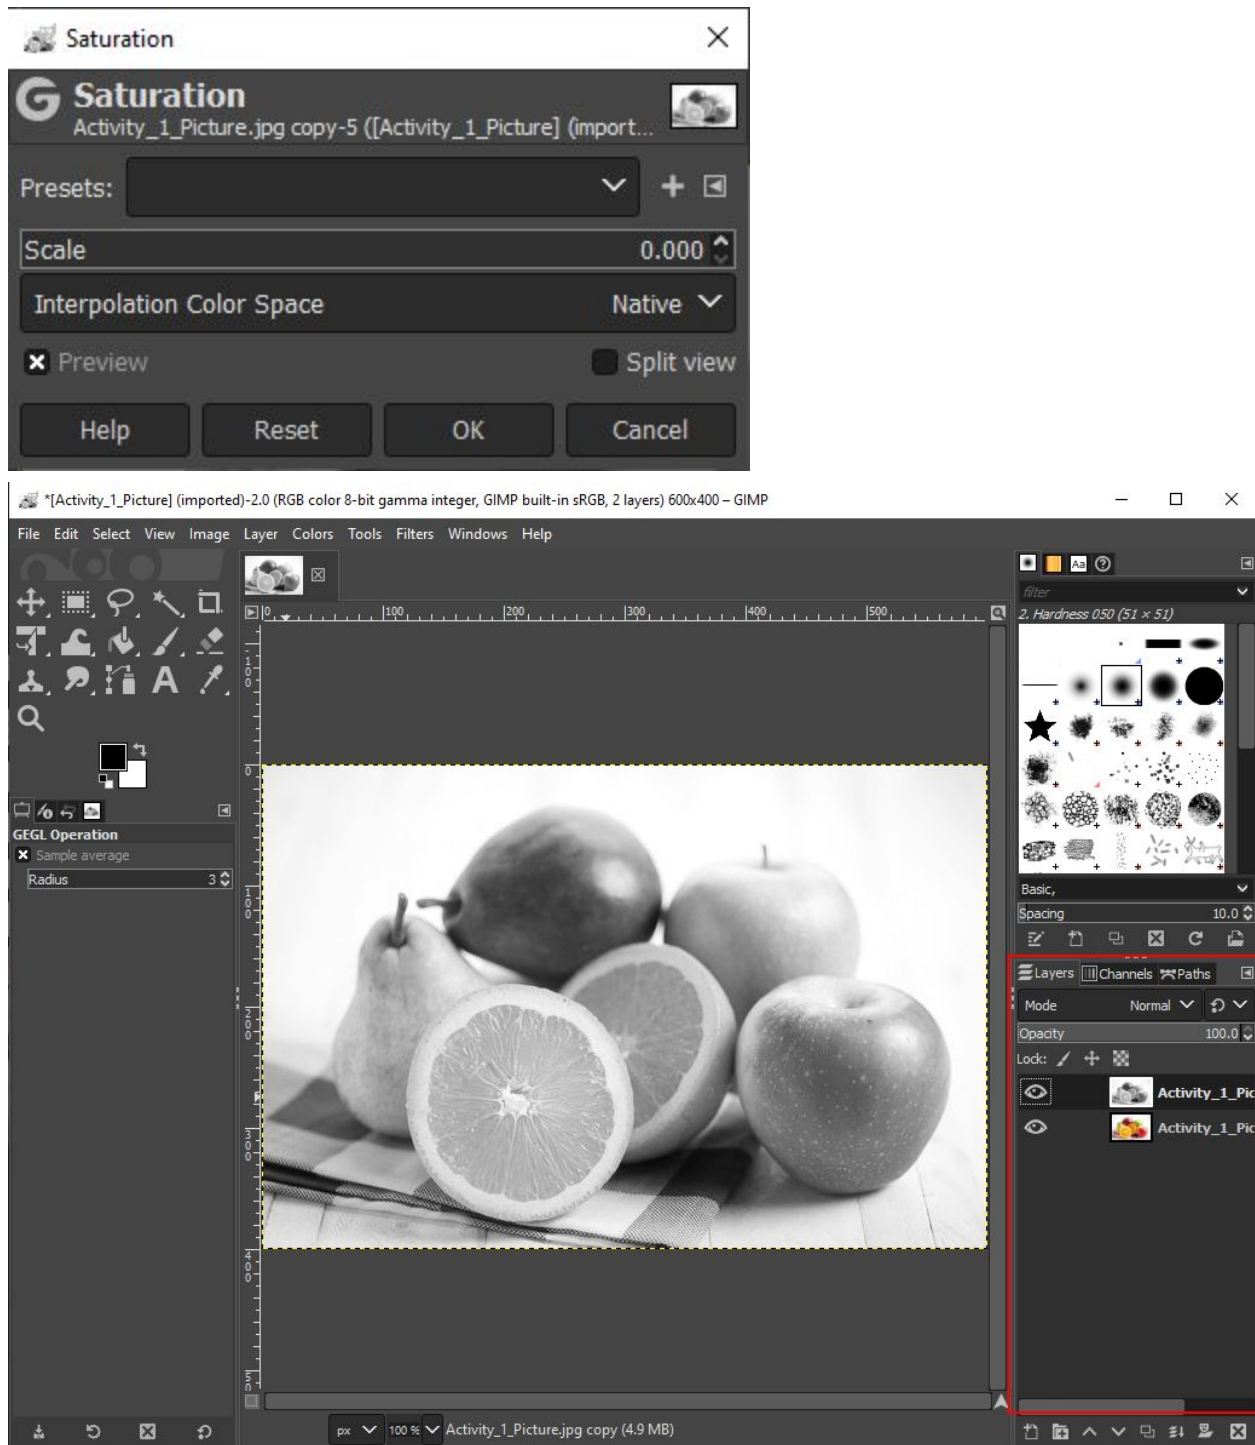 Saturation
Saturation
Activity_1_Picture.jpg copy-5 ([Activity_1_Picture] (import...
Presets:
Scale 0.000
Interpolation Color Space Native
Preview Split view
Help Reset OK Cancel
*[Activity_1_Picture] (imported)-2.0 (RGB color 8-bit gamma integer, GIMP built-in sRGB, 2 layers) 600x400 – GIMP
File Edit Select View Image Layer Colors Tools Filters Windows Help
filter
0 100 200 300 400 500
2. Hardness 050 (51 × 51)
GEGL Operation
Sample average
Radius 3
Basic,
Spacing 10.0
Layers Channels Paths
Mode Normal
Opacity 100.0
Lock:
Activity_1_Pic
Activity_1_Pic
px 100 % Activity_1_Picture.jpg copy (4.9 MB)